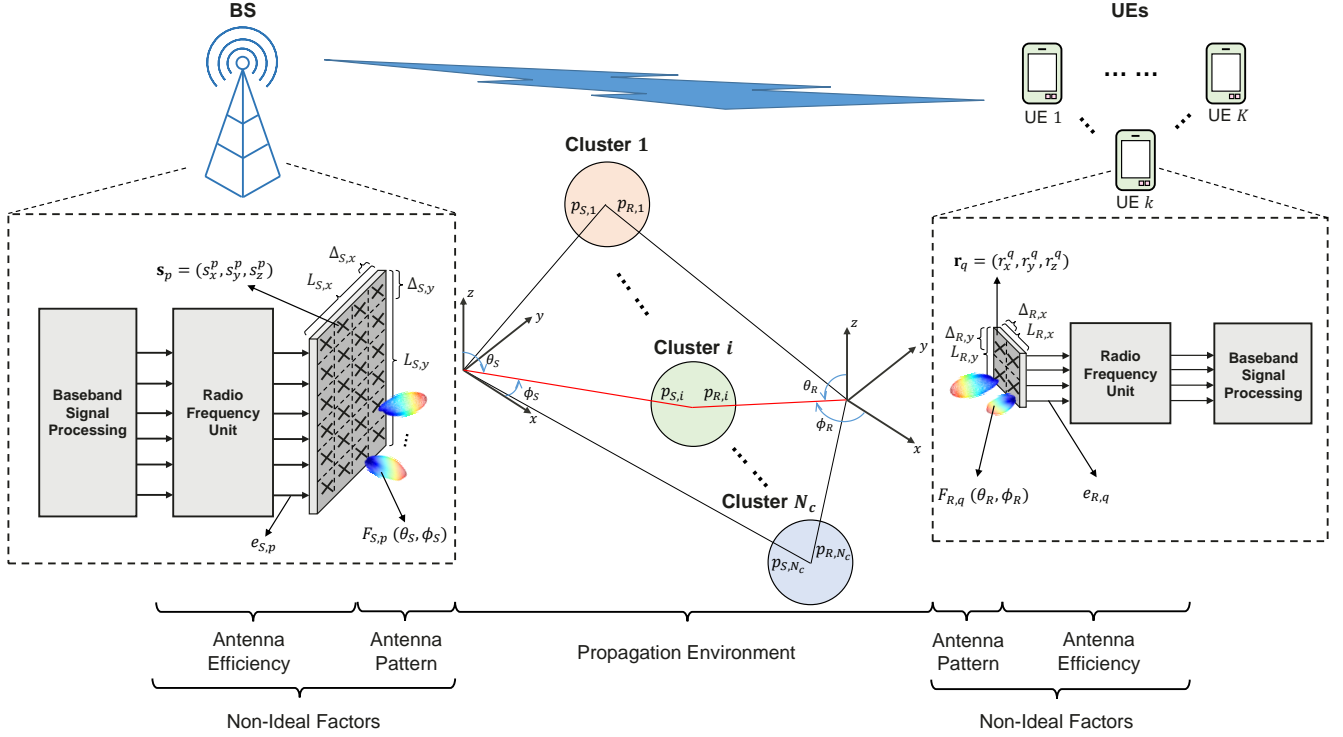 BS
UEs
UE 1
... ...
UE K
UE k
Cluster 1
p_{S,1} p_{R,1}
s_p = (s_x^p, s_y^p, s_z^p)
Δ_{S,x}
L_{S,x}
Δ_{S,y}
L_{S,y}
Baseband
Signal
Processing
Radio
Frequency
Unit
e_{S,p}
F_{S,p} (θ_S, ϕ_S)
z
y
x
θ_S
ϕ_S
Cluster i
p_{S,i} p_{R,i}
Cluster N_c
p_{S,N_c} p_{R,N_c}
z
y
x
θ_R
ϕ_R
r_q = (r_x^q, r_y^q, r_z^q)
Δ_{R,x}
L_{R,x}
Δ_{R,y}
L_{R,y}
Radio
Frequency
Unit
Baseband
Signal
Processing
F_{R,q} (θ_R, ϕ_R)
e_{R,q}
Antenna
Efficiency
Antenna
Pattern
Propagation Environment
Antenna
Pattern
Antenna
Efficiency
Non-Ideal Factors
Non-Ideal Factors